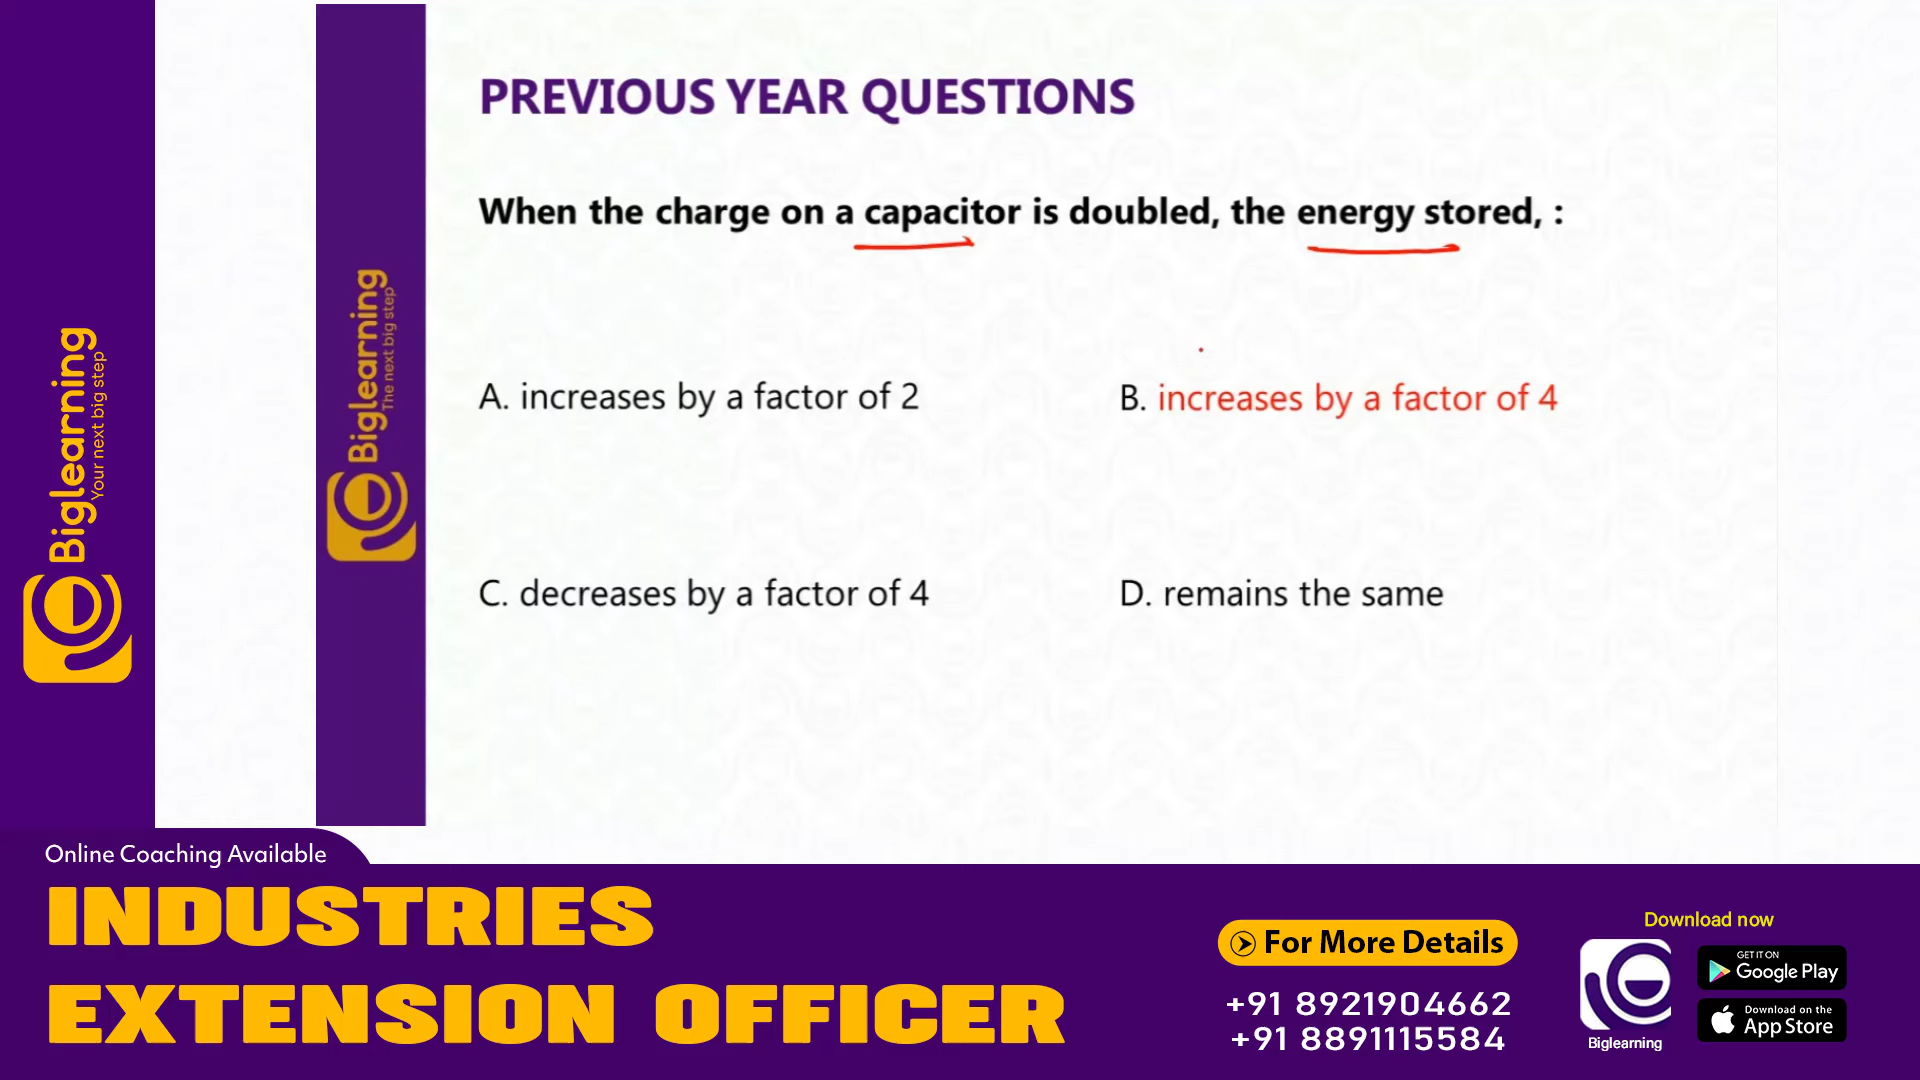 PREVIOUS YEAR QUESTIONS
When the charge on a capacitor is doubled, the energy stored, :
A. increases by a factor of 2
B. increases by a factor of 4
C. decreases by a factor of 4
D. remains the same
Biglearning
Your next big step
Biglearning
The next big step
Online Coaching Available
INDUSTRIES
EXTENSION OFFICER
For More Details
+91 8921904662
+91 8891115584
Download now
Biglearning
GET IT ON
Google Play
Download on the
App Store